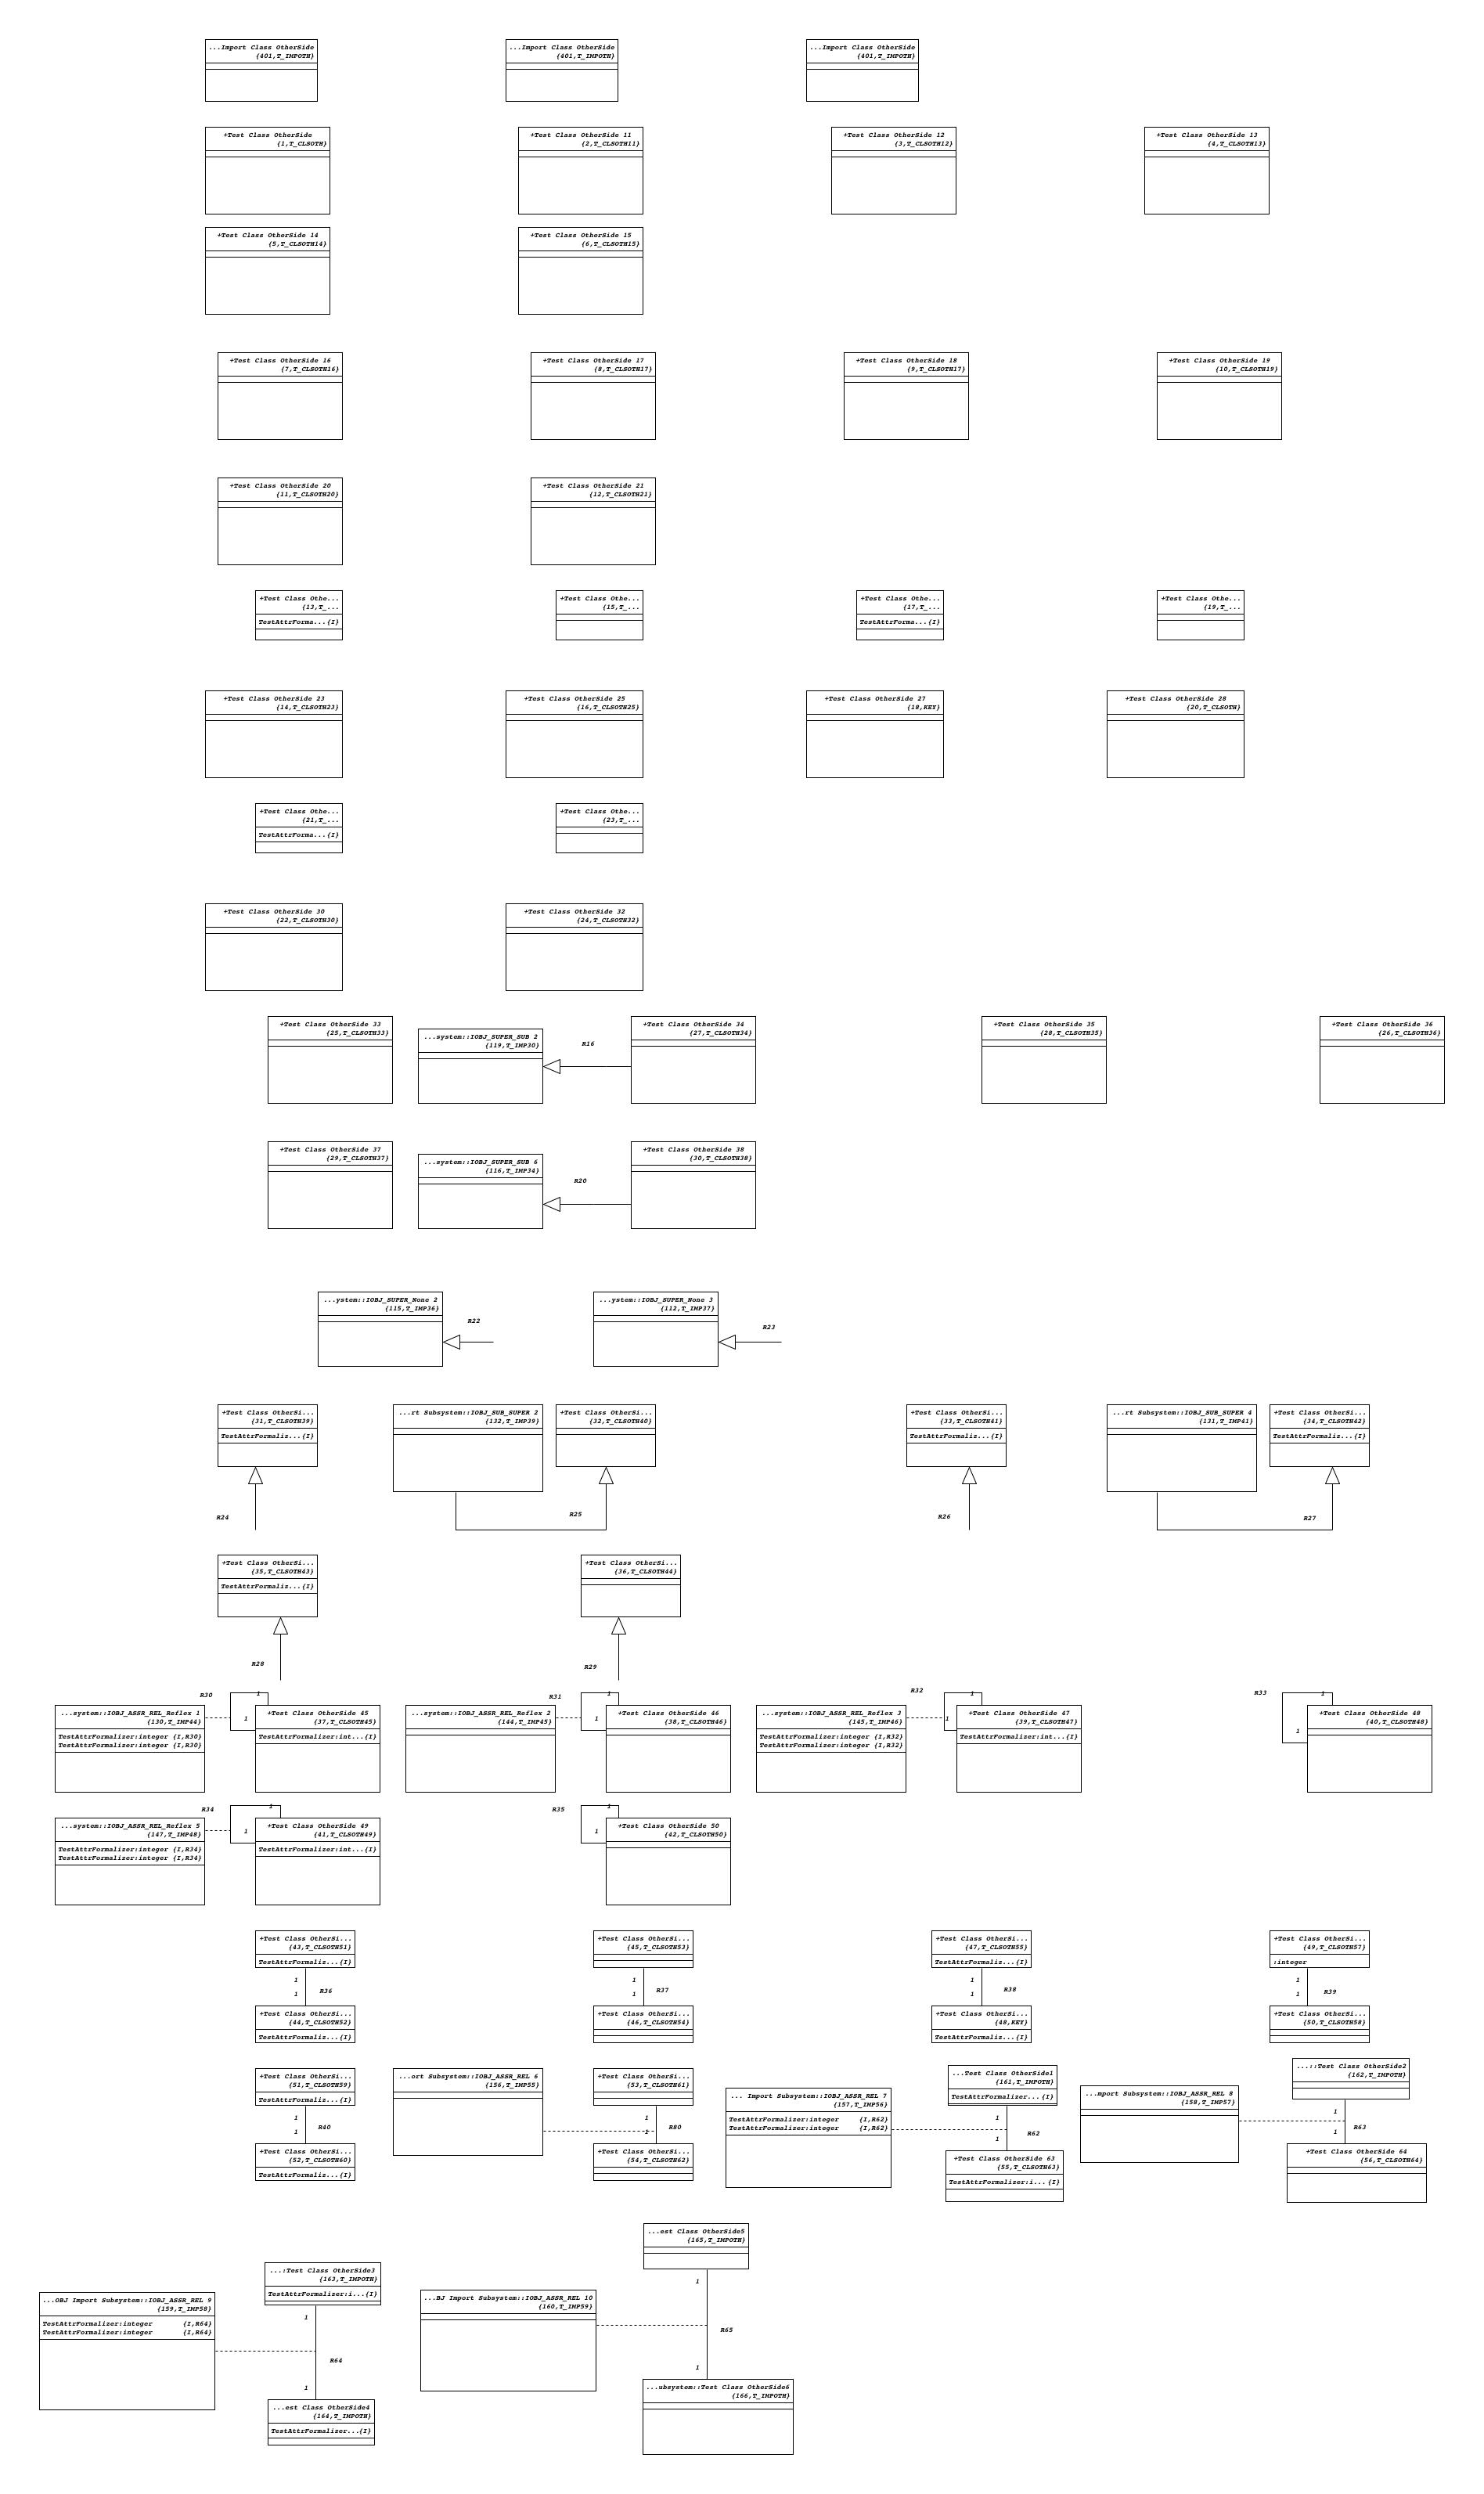 ...Import Class OtherSide
{401,T_IMPOTH}
...Import Class OtherSide
{401,T_IMPOTH}
...Import Class OtherSide
{401,T_IMPOTH}
+Test Class OtherSide
{1,T_CLSOTH}
+Test Class OtherSide 11
{2,T_CLSOTH11}
+Test Class OtherSide 12
{3,T_CLSOTH12}
+Test Class OtherSide 13
{4,T_CLSOTH13}
+Test Class OtherSide 14
{5,T_CLSOTH14}
+Test Class OtherSide 15
{6,T_CLSOTH15}
+Test Class OtherSide 16
{7,T_CLSOTH16}
+Test Class OtherSide 17
{8,T_CLSOTH17}
+Test Class OtherSide 18
{9,T_CLSOTH17}
+Test Class OtherSide 19
{10,T_CLSOTH19}
+Test Class OtherSide 20
{11,T_CLSOTH20}
+Test Class OtherSide 21
{12,T_CLSOTH21}
+Test Class Othe...
{13,T_...
TestAttrForma...{I}
+Test Class Othe...
{15,T_...
+Test Class Othe...
{17,T_...
TestAttrForma...{I}
+Test Class Othe...
{19,T_...
+Test Class OtherSide 23
{14,T_CLSOTH23}
+Test Class OtherSide 25
{16,T_CLSOTH25}
+Test Class OtherSide 27
{18,KEY}
+Test Class OtherSide 28
{20,T_CLSOTH}
+Test Class Othe...
{21,T_...
TestAttrForma...{I}
+Test Class Othe...
{23,T_...
+Test Class OtherSide 30
{22,T_CLSOTH30}
+Test Class OtherSide 32
{24,T_CLSOTH32}
+Test Class OtherSide 33
{25,T_CLSOTH33}
...system::IOBJ_SUPER_SUB 2
{119,T_IMP30}
R16
+Test Class OtherSide 34
{27,T_CLSOTH34}
+Test Class OtherSide 35
{28,T_CLSOTH35}
+Test Class OtherSide 36
{26,T_CLSOTH36}
+Test Class OtherSide 37
{29,T_CLSOTH37}
...system::IOBJ_SUPER_SUB 6
{116,T_IMP34}
R20
+Test Class OtherSide 38
{30,T_CLSOTH38}
...ystem::IOBJ_SUPER_None 2
{115,T_IMP36}
R22
...ystem::IOBJ_SUPER_None 3
{112,T_IMP37}
R23
+Test Class OtherSi...
{31,T_CLSOTH39}
TestAttrFormaliz...{I}
R24
...rt Subsystem::IOBJ_SUB_SUPER 2
{132,T_IMP39}
+Test Class OtherSi...
{32,T_CLSOTH40}
R25
+Test Class OtherSi...
{33,T_CLSOTH41}
TestAttrFormaliz...{I}
R26
...rt Subsystem::IOBJ_SUB_SUPER 4
{131,T_IMP41}
+Test Class OtherSi...
{34,T_CLSOTH42}
TestAttrFormaliz...{I}
R27
+Test Class OtherSi...
{35,T_CLSOTH43}
TestAttrFormaliz...{I}
R28
+Test Class OtherSi...
{36,T_CLSOTH44}
R29
R30
1
1
...system::IOBJ_ASSR_REL_Reflex 1
{130,T_IMP44}
TestAttrFormalizer:integer {I,R30}
TestAttrFormalizer:integer {I,R30}
+Test Class OtherSide 45
{37,T_CLSOTH45}
TestAttrFormalizer:int...{I}
R31
1
1
...system::IOBJ_ASSR_REL_Reflex 2
{144,T_IMP45}
+Test Class OtherSide 46
{38,T_CLSOTH46}
R32
1
1
...system::IOBJ_ASSR_REL_Reflex 3
{145,T_IMP46}
TestAttrFormalizer:integer {I,R32}
TestAttrFormalizer:integer {I,R32}
+Test Class OtherSide 47
{39,T_CLSOTH47}
TestAttrFormalizer:int...{I}
R33
1
1
+Test Class OtherSide 48
{40,T_CLSOTH48}
R34
1
1
...system::IOBJ_ASSR_REL_Reflex 5
{147,T_IMP48}
TestAttrFormalizer:integer {I,R34}
TestAttrFormalizer:integer {I,R34}
+Test Class OtherSide 49
{41,T_CLSOTH49}
TestAttrFormalizer:int...{I}
R35
1
1
+Test Class OtherSide 50
{42,T_CLSOTH50}
+Test Class OtherSi...
{43,T_CLSOTH51}
TestAttrFormaliz...{I}
1
1
R36
+Test Class OtherSi...
{44,T_CLSOTH52}
TestAttrFormaliz...{I}
+Test Class OtherSi...
{45,T_CLSOTH53}
1
1
R37
+Test Class OtherSi...
{46,T_CLSOTH54}
+Test Class OtherSi...
{47,T_CLSOTH55}
TestAttrFormaliz...{I}
1
1
R38
+Test Class OtherSi...
{48,KEY}
TestAttrFormaliz...{I}
+Test Class OtherSi...
{49,T_CLSOTH57}
:integer
1
1
R39
+Test Class OtherSi...
{50,T_CLSOTH58}
+Test Class OtherSi...
{51,T_CLSOTH59}
TestAttrFormaliz...{I}
1
1
R40
+Test Class OtherSi...
{52,T_CLSOTH60}
TestAttrFormaliz...{I}
...ort Subsystem::IOBJ_ASSR_REL 6
{156,T_IMP55}
+Test Class OtherSi...
{53,T_CLSOTH61}
1
1
R80
+Test Class OtherSi...
{54,T_CLSOTH62}
... Import Subsystem::IOBJ_ASSR_REL 7
{157,T_IMP56}
TestAttrFormalizer:integer {I,R62}
TestAttrFormalizer:integer {I,R62}
...Test Class OtherSide1
{161,T_IMPOTH}
TestAttrFormalizer...{I}
1
1
R62
+Test Class OtherSide 63
{55,T_CLSOTH63}
TestAttrFormalizer:i...{I}
...mport Subsystem::IOBJ_ASSR_REL 8
{158,T_IMP57}
...::Test Class OtherSide2
{162,T_IMPOTH}
1
1
R63
+Test Class OtherSide 64
{56,T_CLSOTH64}
...OBJ Import Subsystem::IOBJ_ASSR_REL 9
{159,T_IMP58}
TestAttrFormalizer:integer {I,R64}
TestAttrFormalizer:integer {I,R64}
...:Test Class OtherSide3
{163,T_IMPOTH}
TestAttrFormalizer:i...{I}
1
R64
1
...est Class OtherSide4
{164,T_IMPOTH}
TestAttrFormalizer...{I}
...BJ Import Subsystem::IOBJ_ASSR_REL 10
{160,T_IMP59}
...est Class OtherSide5
{165,T_IMPOTH}
1
R65
1
...ubsystem::Test Class OtherSide6
{166,T_IMPOTH}